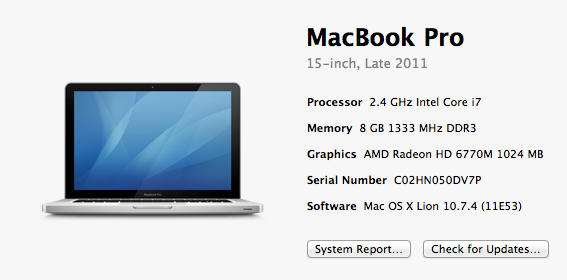 MacBook Pro
15-inch, Late 2011
Processor 2.4 GHz Intel Core i7
Memory 8 GB 1333 MHz DDR3
Graphics AMD Radeon HD 6770M 1024 MB
Serial Number C02HN050DV7P
Software Mac OS X Lion 10.7.4 (11E53)
System Report... Check for Updates...
MacBook Pro